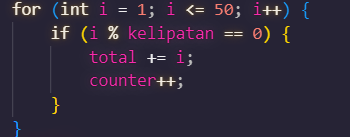 for (int i = 1; i <= 50; i++) {
    if (i % kelipatan == 0) {
        total += i;
        counter++;
    }
}